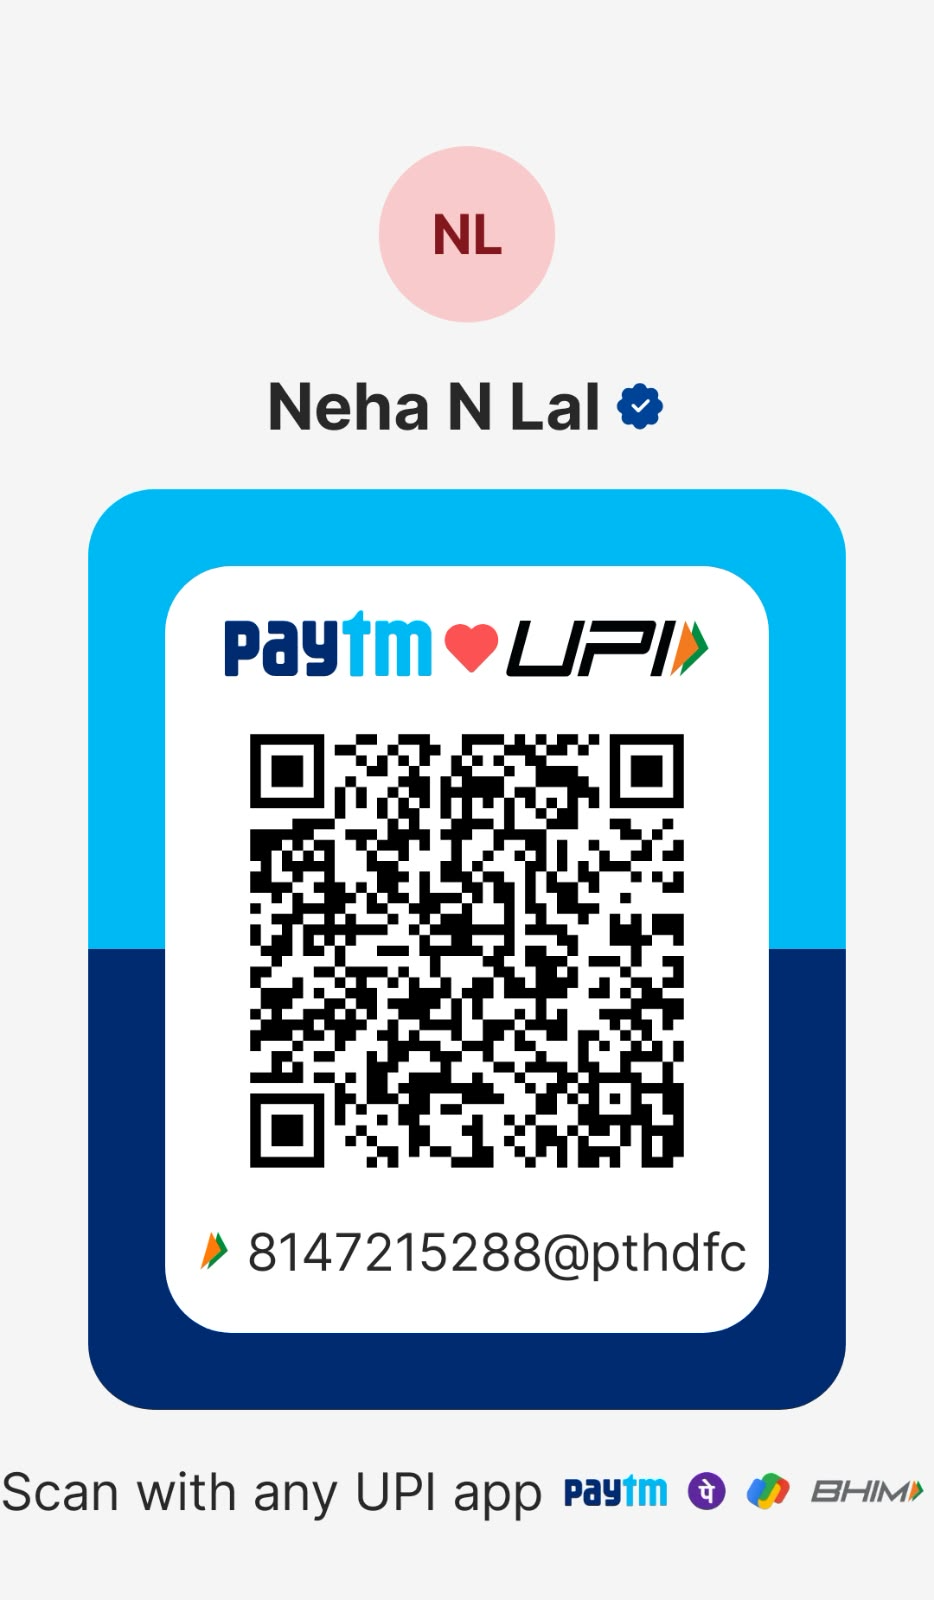 NL
Neha N Lal
paytm UPI
8147215288@pthdfc
Scan with any UPI app paytm पे BHIM